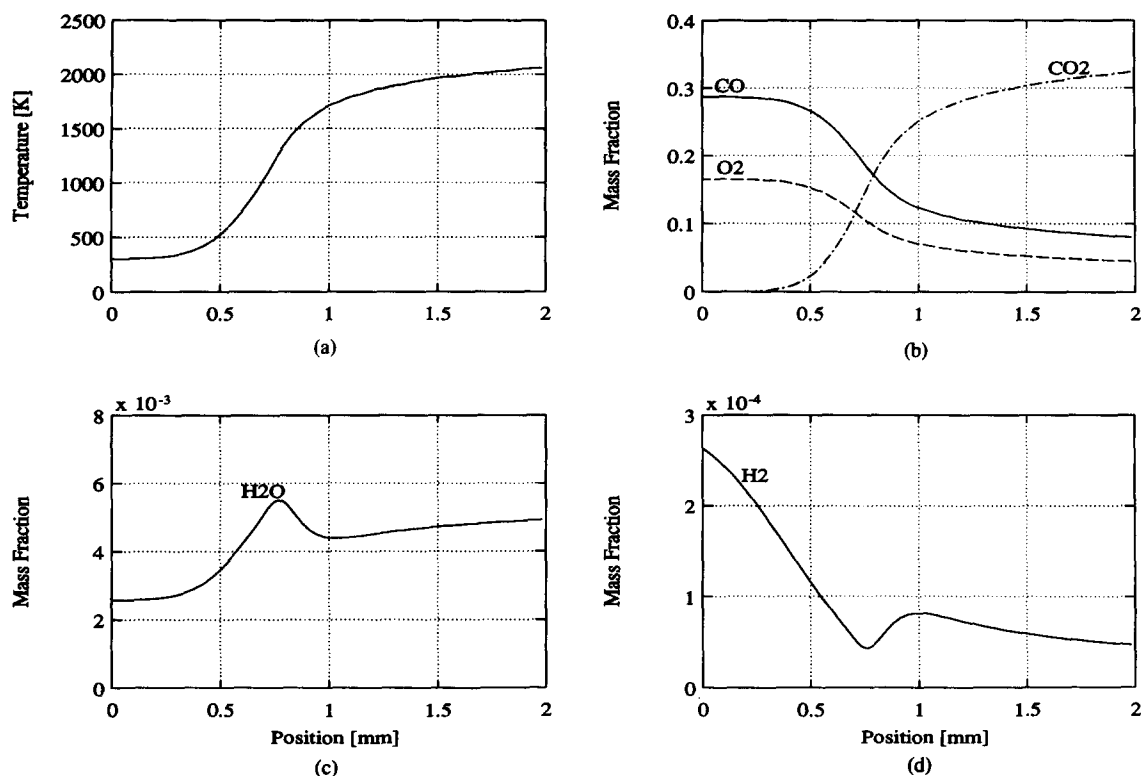 Temperature [K]
2500
2000
1500
1000
500
0
0 0.5 1 1.5 2
(a)
Mass Fraction
0.4
0.3
0.2
0.1
0
CO
O2
CO2
0 0.5 1 1.5 2
(b)
x 10-3
Mass Fraction
8
6
4
2
0
H2O
0 0.5 1 1.5 2
Position [mm]
(c)
x 10-4
Mass Fraction
3
2
1
0
H2
0 0.5 1 1.5 2
Position [mm]
(d)